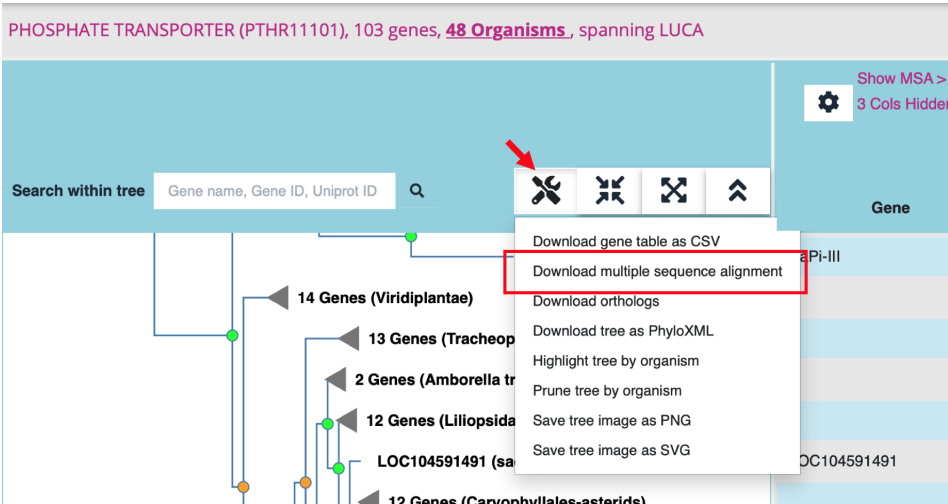 PHOSPHATE TRANSPORTER (PTHR11101), 103 genes, 48 Organisms , spanning LUCA
Show MSA >
3 Cols Hidden
Search within tree
Gene name, Gene ID, Uniprot ID
Gene
Download gene table as CSV
Download multiple sequence alignment
Download orthologs
Download tree as PhyloXML
Highlight tree by organism
Prune tree by organism
Save tree image as PNG
Save tree image as SVG
aPi-III
14 Genes (Viridiplantae)
13 Genes (Tracheop
2 Genes (Amborella tr
12 Genes (Liliopsida
LOC104591491 (sa
OC104591491
12 Genes (Caryophyllales-asterids)